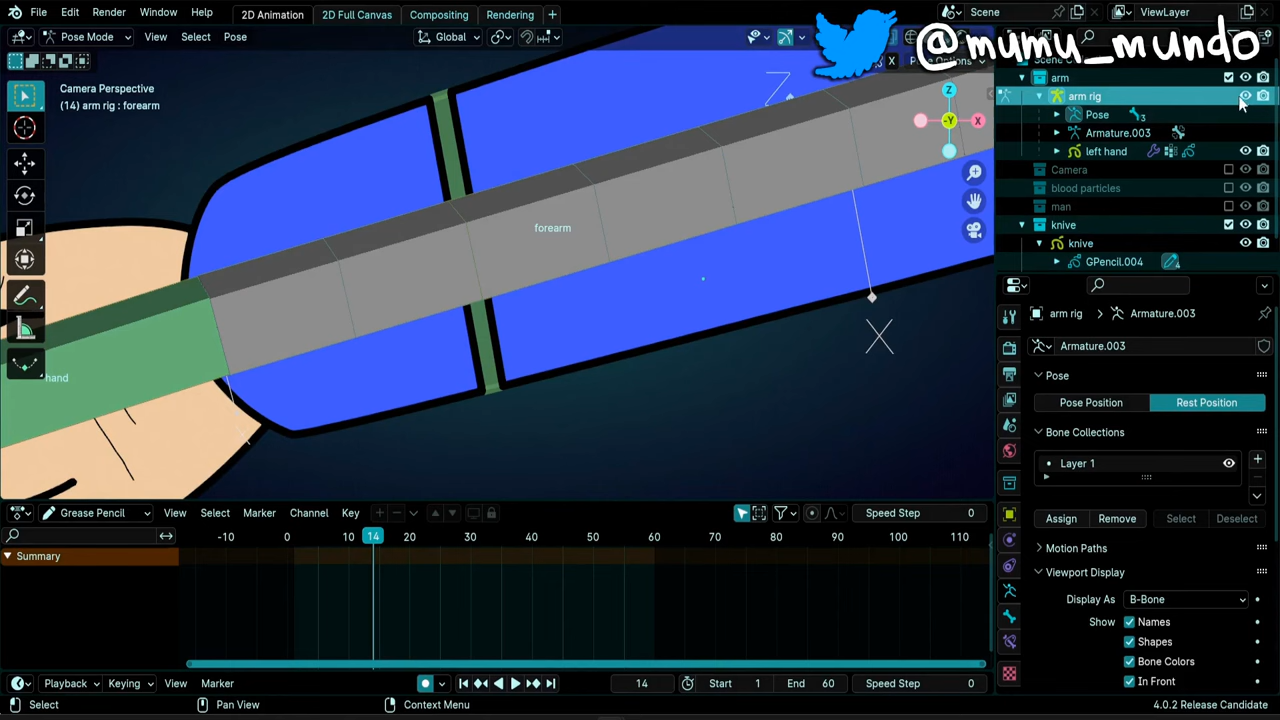 File Edit Render Window Help 2D Animation 2D Full Canvas Compositing Rendering + Scene ViewLayer
Pose Mode View Select Pose Global
@mumu_mundo
X Pose Options
Camera Perspective
(14) arm rig : forearm
Z
X
-Y
forearm
hand
X
arm
arm rig
Pose 3
Armature.003
left hand
Camera
blood particles
man
knive
knive
GPencil.004 4
arm rig > Armature.003
Armature.003
Pose
Pose Position Rest Position
Bone Collections
Layer 1
Assign Remove Select Deselect
Motion Paths
Viewport Display
Display As B-Bone
Show Names
Shapes
Bone Colors
In Front
Grease Pencil View Select Marker Channel Key Speed Step 0
-10 0 10 14 20 30 40 50 60 70 80 90 100 110
Summary
Playback Keying View Marker 14 Start 1 End 60 Speed Step 0
Select Pan View Context Menu 4.0.2 Release Candidate